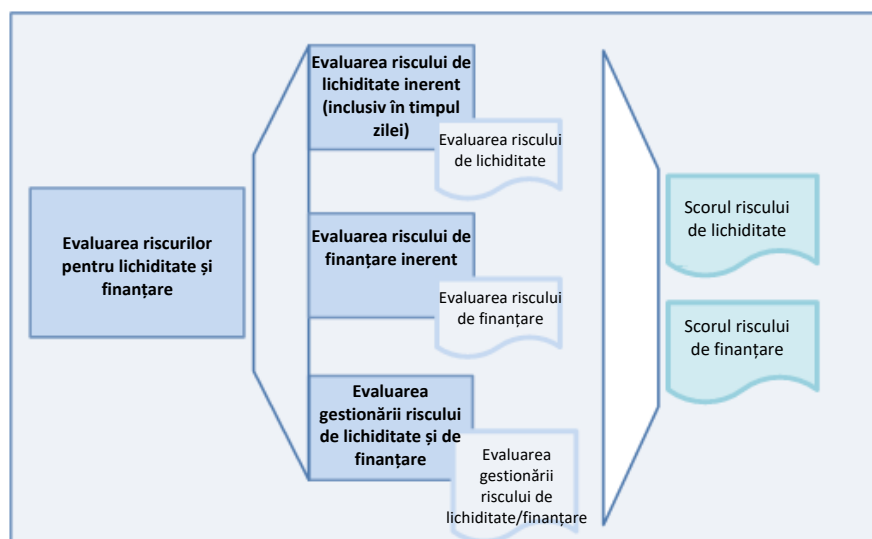 Evaluarea riscurilor
pentru lichiditate și
finanțare
Evaluarea riscului de
lichiditate inerent
(inclusiv în timpul
zilei)
Evaluarea riscului
de lichiditate
Evaluarea riscului de
finanțare inerent
Evaluarea riscului
de finanțare
Evaluarea
gestionării riscului
de lichiditate și de
finanțare
Evaluarea
gestionării
riscului de
lichiditate/finanțare
Scorul riscului
de lichiditate
Scorul riscului
de finanțare